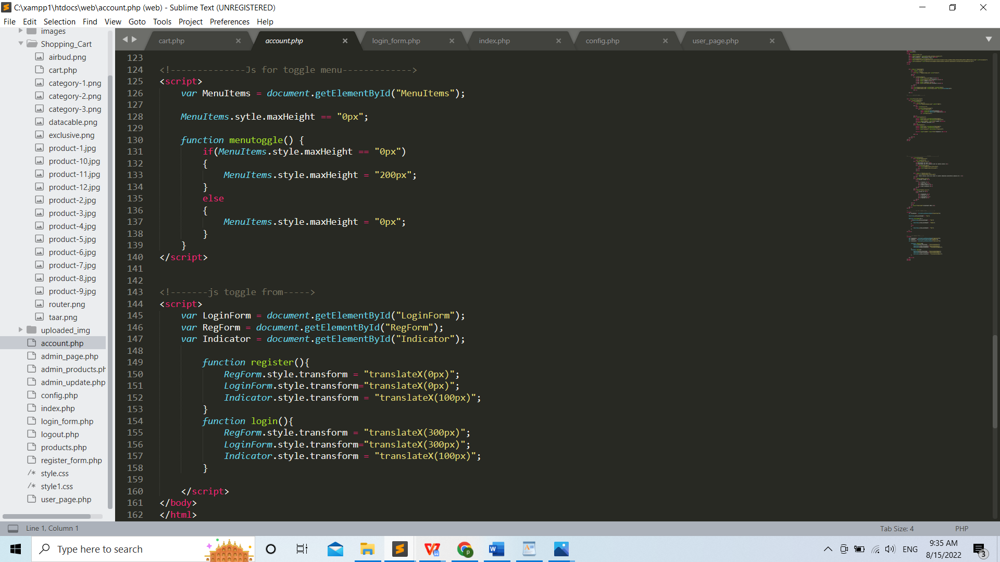 C:\xampp1\htdocs\web\account.php (web) - Sublime Text (UNREGISTERED)
File Edit Selection Find View Goto Tools Project Preferences Help
images
Shopping_Cart
airbud.png
cart.php
category-1.png
category-2.png
category-3.png
datacable.png
exclusive.png
product-1.jpg
product-10.jpg
product-11.jpg
product-12.jpg
product-2.jpg
product-3.jpg
product-4.jpg
product-5.jpg
product-6.jpg
product-7.jpg
product-8.jpg
product-9.jpg
router.png
taar.png
uploaded_img
account.php
admin_page.php
admin_products.ph
admin_update.php
config.php
index.php
login_form.php
logout.php
products.php
register_form.php
/* style.css
/* style1.css
user_page.php
cart.php account.php login_form.php index.php config.php user_page.php
123
124 <!--------------Js for toggle menu------------->
125 <script>
126 var MenuItems = document.getElementById("MenuItems");
127
128 MenuItems.sytle.maxHeight == "0px";
129
130 function menutoggle() {
131 if(MenuItems.style.maxHeight == "0px")
132 {
133 MenuItems.style.maxHeight = "200px";
134 }
135 else
136 {
137 MenuItems.style.maxHeight = "0px";
138 }
139 }
140 </script>
141
142
143 <!-------js toggle from----->
144 <script>
145 var LoginForm = document.getElementById("LoginForm");
146 var RegForm = document.getElementById("RegForm");
147 var Indicator = document.getElementById("Indicator");
148
149 function register(){
150 RegForm.style.transform = "translateX(0px)";
151 LoginForm.style.transform="translateX(0px)";
152 Indicator.style.transform = "translateX(100px)";
153 }
154 function login(){
155 RegForm.style.transform = "translateX(300px)";
156 LoginForm.style.transform="translateX(300px)";
157 Indicator.style.transform = "translateX(100px)";
158 }
159
160 </script>
161 </body>
162 </html>
Line 1, Column 1
Tab Size: 4
PHP
Type here to search
ENG
9:35 AM
8/15/2022
3